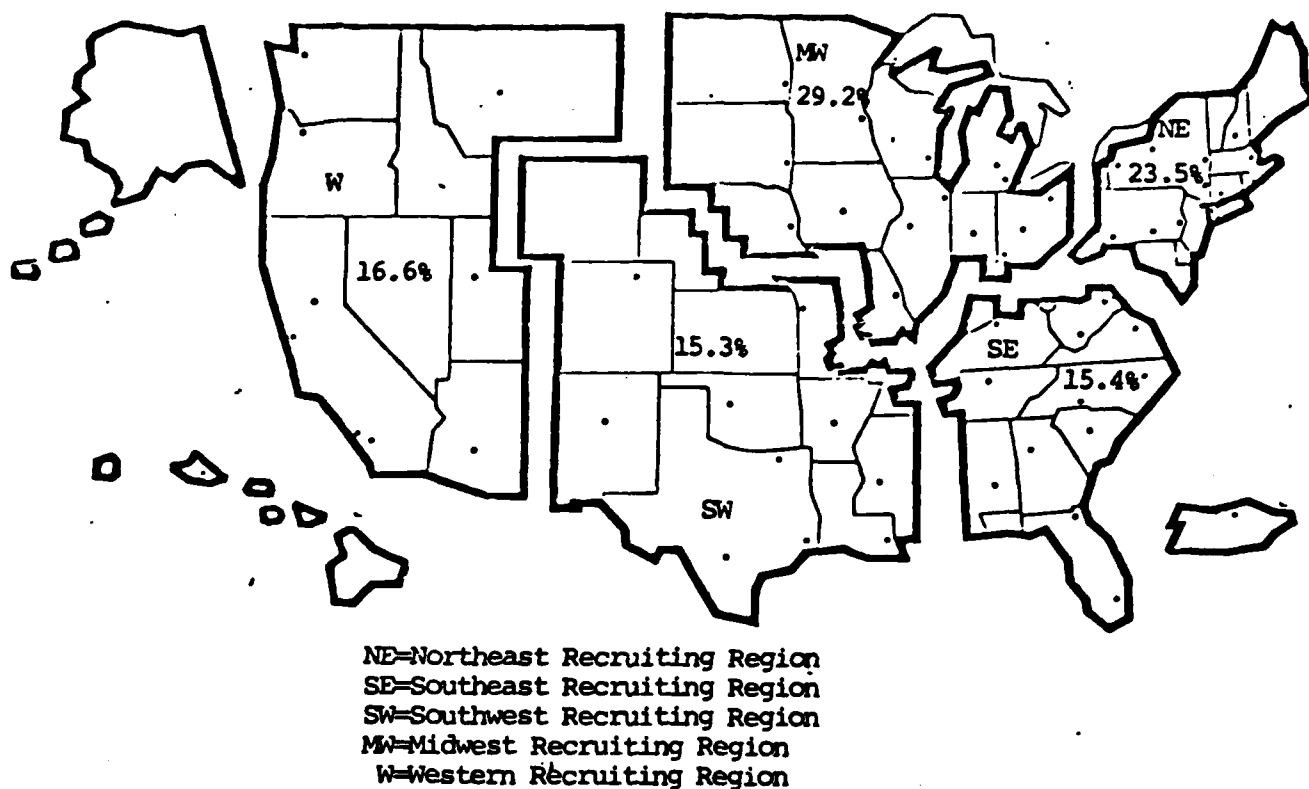 MW
29.2%
NE
23.5%
W
16.6%
15.3%
SE
15.4%
SW
NE=Northeast Recruiting Region
SE=Southeast Recruiting Region
SW=Southwest Recruiting Region
MW=Midwest Recruiting Region
W=Western Recruiting Region